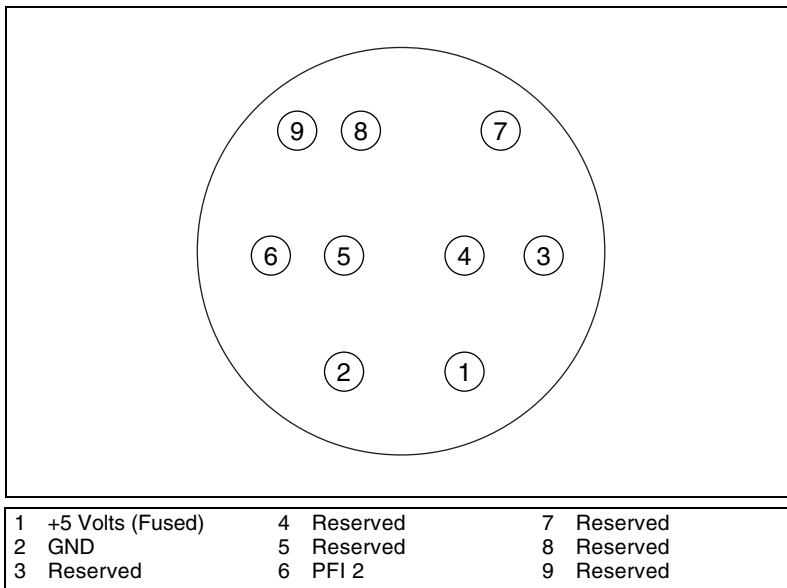 9 8 7
6 5 4 3
2 1
1 +5 Volts (Fused) 4 Reserved 7 Reserved
2 GND 5 Reserved 8 Reserved
3 Reserved 6 PFI 2 9 Reserved